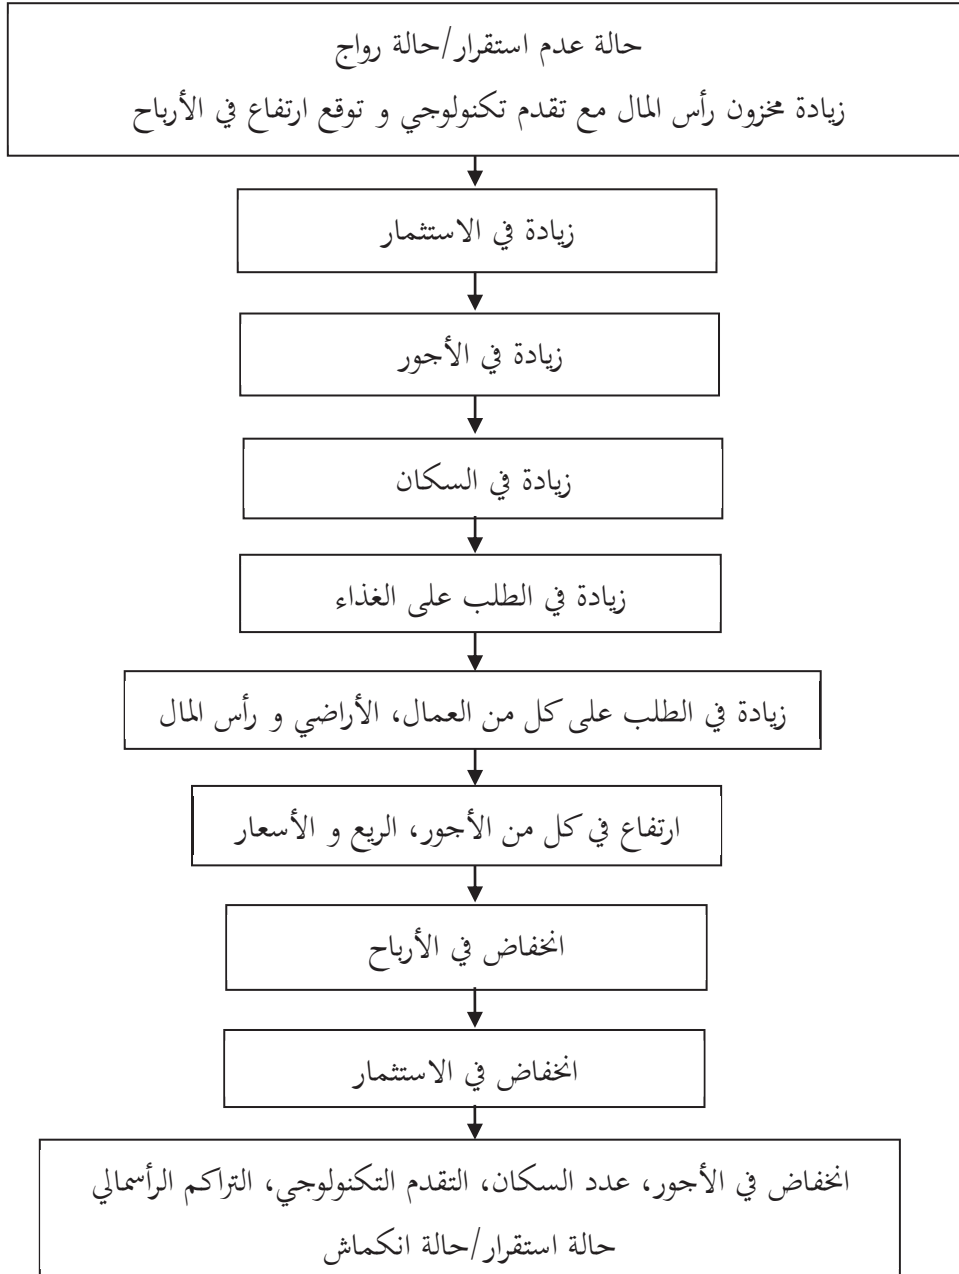 حالة عدم استقرار/حالة رواج
زيادة مخزون رأس المال مع تقدم تكنولوجي و توقع ارتفاع في الأرباح
زيادة في الاستثمار
زيادة في الأجور
زيادة في السكان
زيادة في الطلب على الغذاء
زيادة في الطلب على كل من العمال، الأراضي و رأس المال
ارتفاع في كل من الأجور، الريع و الأسعار
انخفاض في الأرباح
انخفاض في الاستثمار
انخفاض في الأجور، عدد السكان، التقدم التكنولوجي، التراكم الرأسمالي
حالة استقرار/حالة انكماش